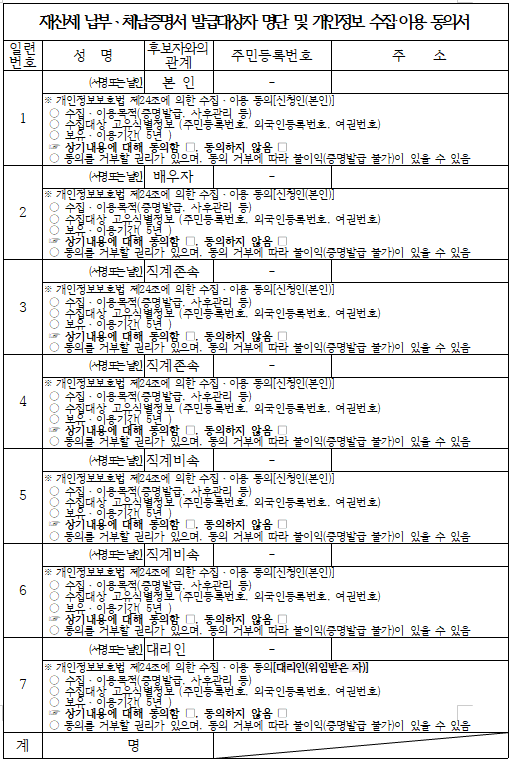 재산세 납부·체납증명서 발급대상자 명단 및 개인정보 수집이용 동의서
일련번호 성 명 후보자와의 관계 주민등록번호 주 소
1 (서명또는날인) 본 인 -
※ 개인정보보호법 제24조에 의한 수집·이용 동의[신청인(본인)]
○ 수집·이용목적(증명발급, 사후관리 등)
○ 수집대상 고유식별정보 (주민등록번호, 외국인등록번호, 여권번호)
○ 보유·이용기간( 5년 )
☞ 상기내용에 대해 동의함 □, 동의하지 않음 □
○ 동의를 거부할 권리가 있으며, 동의 거부에 따라 불이익(증명발급 불가)이 있을 수 있음
2 (서명또는날인) 배우자 -
※ 개인정보보호법 제24조에 의한 수집·이용 동의[신청인(본인)]
○ 수집·이용목적(증명발급, 사후관리 등)
○ 수집대상 고유식별정보 (주민등록번호, 외국인등록번호, 여권번호)
○ 보유·이용기간( 5년 )
☞ 상기내용에 대해 동의함 □, 동의하지 않음 □
○ 동의를 거부할 권리가 있으며, 동의 거부에 따라 불이익(증명발급 불가)이 있을 수 있음
3 (서명또는날인) 직계존속 -
※ 개인정보보호법 제24조에 의한 수집·이용 동의[신청인(본인)]
○ 수집·이용목적(증명발급, 사후관리 등)
○ 수집대상 고유식별정보 (주민등록번호, 외국인등록번호, 여권번호)
○ 보유·이용기간( 5년 )
☞ 상기내용에 대해 동의함 □, 동의하지 않음 □
○ 동의를 거부할 권리가 있으며, 동의 거부에 따라 불이익(증명발급 불가)이 있을 수 있음
4 (서명또는날인) 직계존속 -
※ 개인정보보호법 제24조에 의한 수집·이용 동의[신청인(본인)]
○ 수집·이용목적(증명발급, 사후관리 등)
○ 수집대상 고유식별정보 (주민등록번호, 외국인등록번호, 여권번호)
○ 보유·이용기간( 5년 )
☞ 상기내용에 대해 동의함 □, 동의하지 않음 □
○ 동의를 거부할 권리가 있으며, 동의 거부에 따라 불이익(증명발급 불가)이 있을 수 있음
5 (서명또는날인) 직계비속 -
※ 개인정보보호법 제24조에 의한 수집·이용 동의[신청인(본인)]
○ 수집·이용목적(증명발급, 사후관리 등)
○ 수집대상 고유식별정보 (주민등록번호, 외국인등록번호, 여권번호)
○ 보유·이용기간( 5년 )
☞ 상기내용에 대해 동의함 □, 동의하지 않음 □
○ 동의를 거부할 권리가 있으며, 동의 거부에 따라 불이익(증명발급 불가)이 있을 수 있음
6 (서명또는날인) 직계비속 -
※ 개인정보보호법 제24조에 의한 수집·이용 동의[신청인(본인)]
○ 수집·이용목적(증명발급, 사후관리 등)
○ 수집대상 고유식별정보 (주민등록번호, 외국인등록번호, 여권번호)
○ 보유·이용기간( 5년 )
☞ 상기내용에 대해 동의함 □, 동의하지 않음 □
○ 동의를 거부할 권리가 있으며, 동의 거부에 따라 불이익(증명발급 불가)이 있을 수 있음
7 (서명또는날인) 대리인 -
※ 개인정보보호법 제24조에 의한 수집·이용 동의[대리인(위임받은 자)]
○ 수집·이용목적(증명발급, 사후관리 등)
○ 수집대상 고유식별정보 (주민등록번호, 외국인등록번호, 여권번호)
○ 보유·이용기간( 5년 )
☞ 상기내용에 대해 동의함 □, 동의하지 않음 □
○ 동의를 거부할 권리가 있으며, 동의 거부에 따라 불이익(증명발급 불가)이 있을 수 있음
계 명